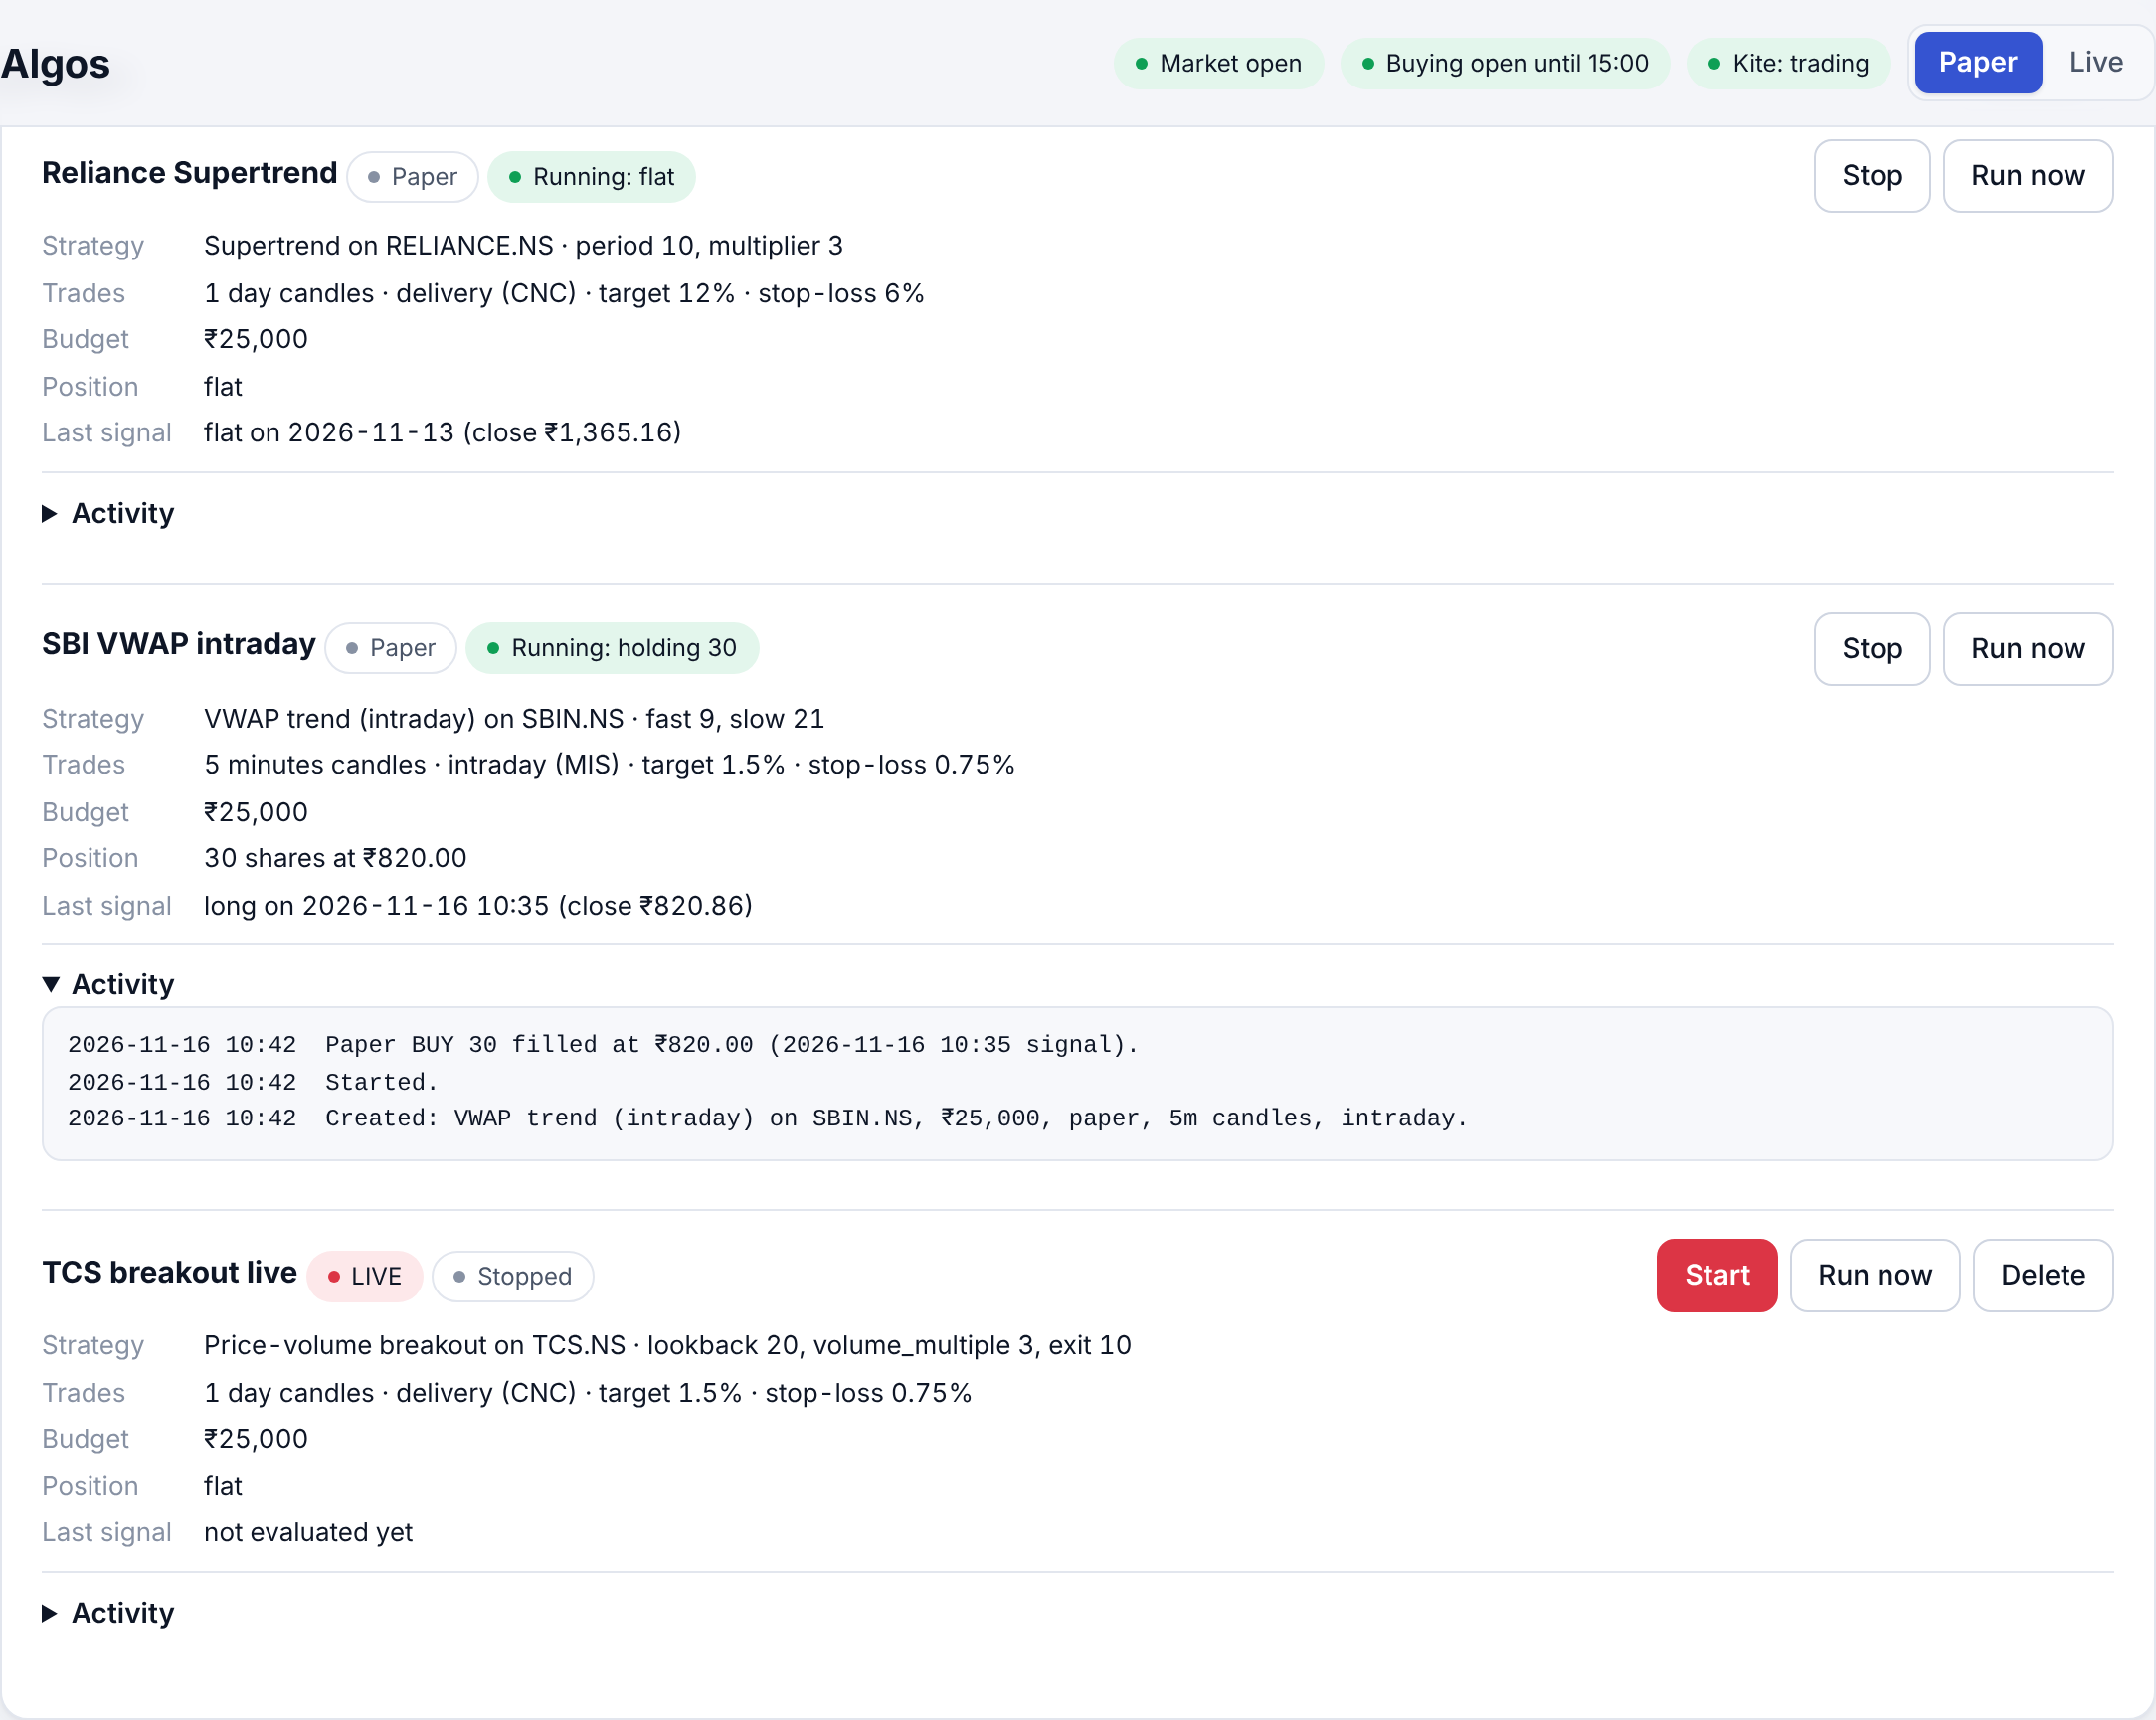 Algos
Market open
Buying open until 15:00
Kite: trading
Paper
Live
Reliance Supertrend
Paper
Running: flat
Stop
Run now
Strategy Supertrend on RELIANCE.NS · period 10, multiplier 3
Trades 1 day candles · delivery (CNC) · target 12% · stop-loss 6%
Budget ₹25,000
Position flat
Last signal flat on 2026-11-13 (close ₹1,365.16)
Activity
SBI VWAP intraday
Paper
Running: holding 30
Stop
Run now
Strategy VWAP trend (intraday) on SBIN.NS · fast 9, slow 21
Trades 5 minutes candles · intraday (MIS) · target 1.5% · stop-loss 0.75%
Budget ₹25,000
Position 30 shares at ₹820.00
Last signal long on 2026-11-16 10:35 (close ₹820.86)
Activity
2026-11-16 10:42 Paper BUY 30 filled at ₹820.00 (2026-11-16 10:35 signal).
2026-11-16 10:42 Started.
2026-11-16 10:42 Created: VWAP trend (intraday) on SBIN.NS, ₹25,000, paper, 5m candles, intraday.
TCS breakout live
LIVE
Stopped
Start
Run now
Delete
Strategy Price-volume breakout on TCS.NS · lookback 20, volume_multiple 3, exit 10
Trades 1 day candles · delivery (CNC) · target 1.5% · stop-loss 0.75%
Budget ₹25,000
Position flat
Last signal not evaluated yet
Activity